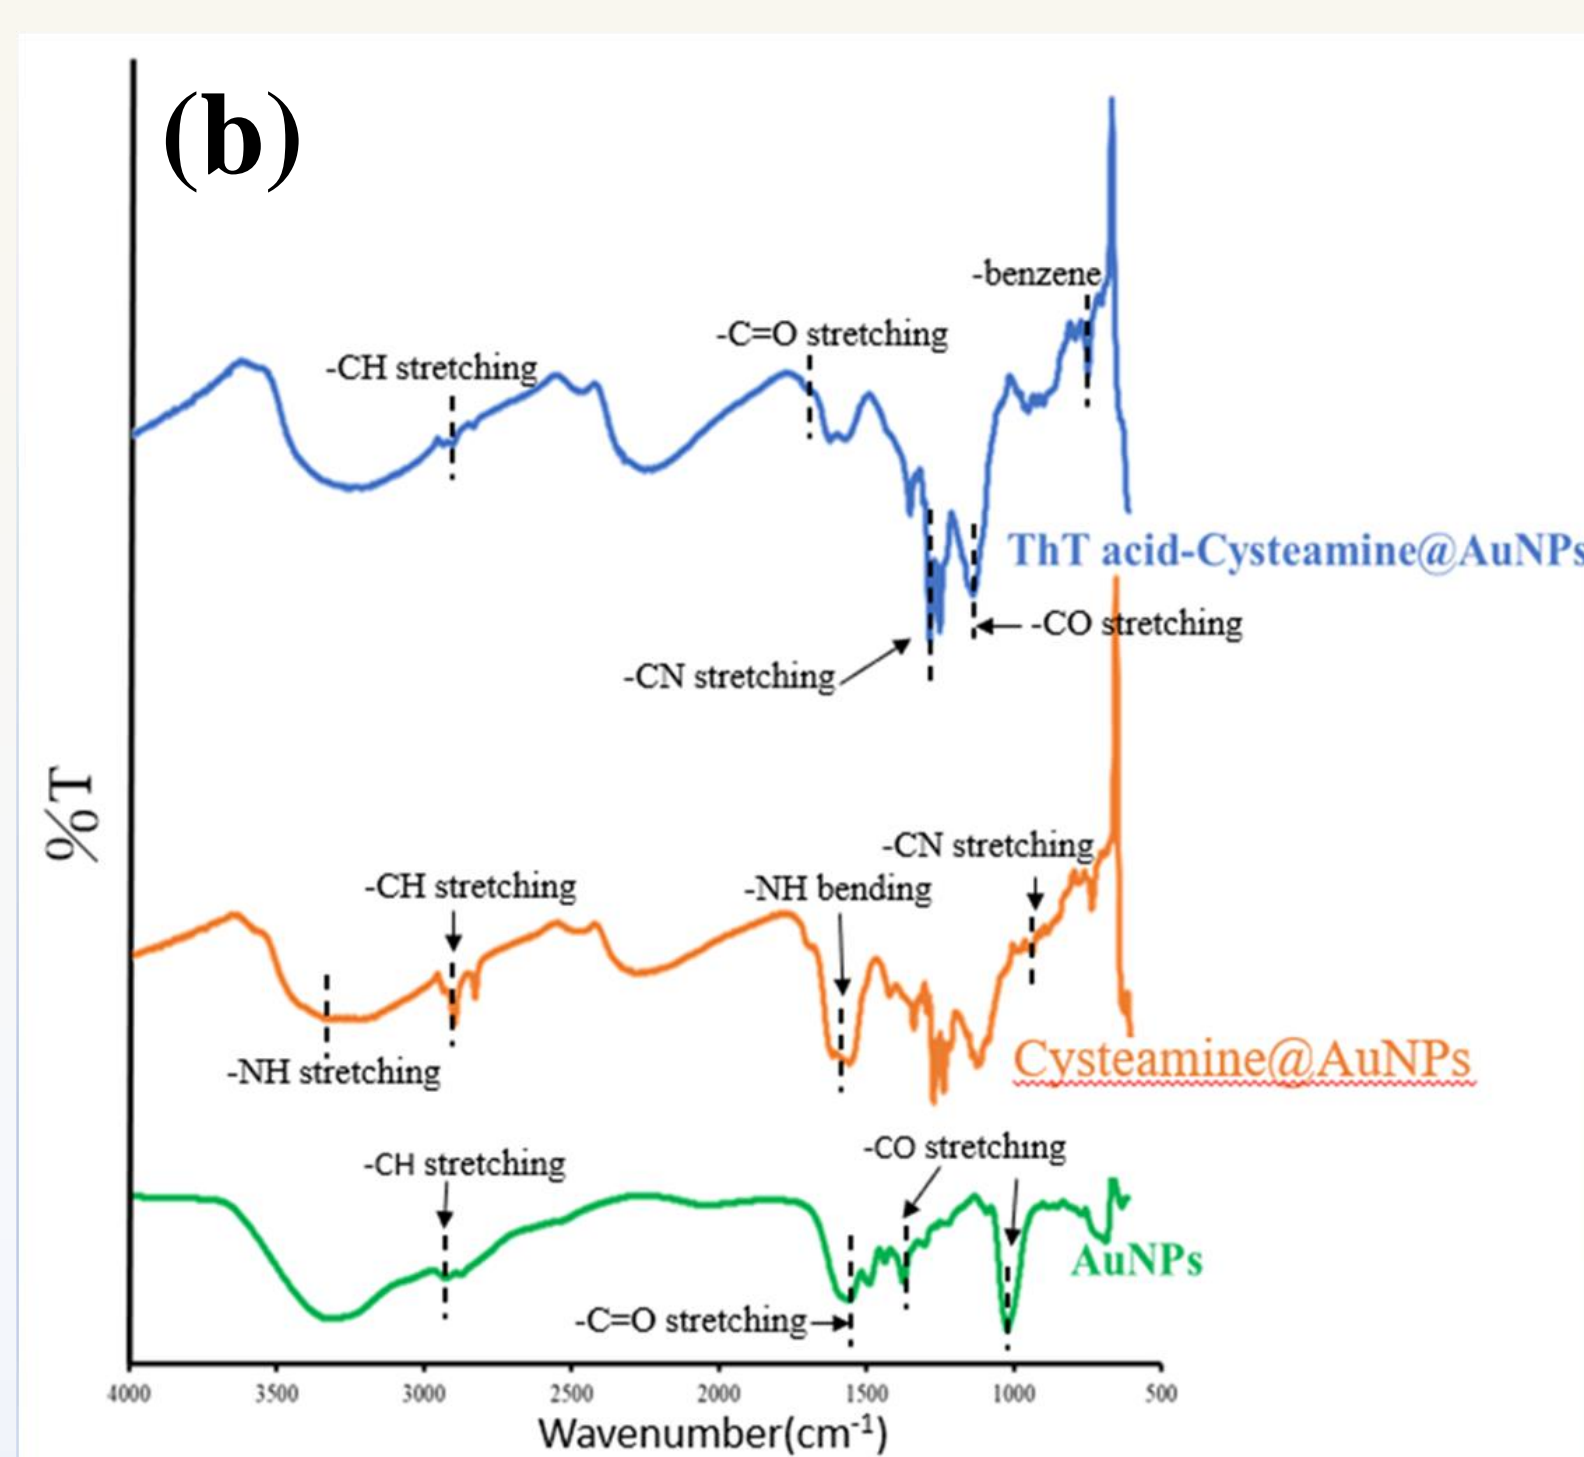 (b)
-benzene
-C=O stretching
-CH stretching
ThT acid-Cysteamine@AuNPs
-CO stretching
-CN stretching
%T
-CN stretching
-CH stretching
-NH bending
Cysteamine@AuNPs
-NH stretching
-CO stretching
-CH stretching
AuNPs
-C=O stretching
4000 3500 3000 2500 2000 1500 1000 500
Wavenumber(cm⁻¹)